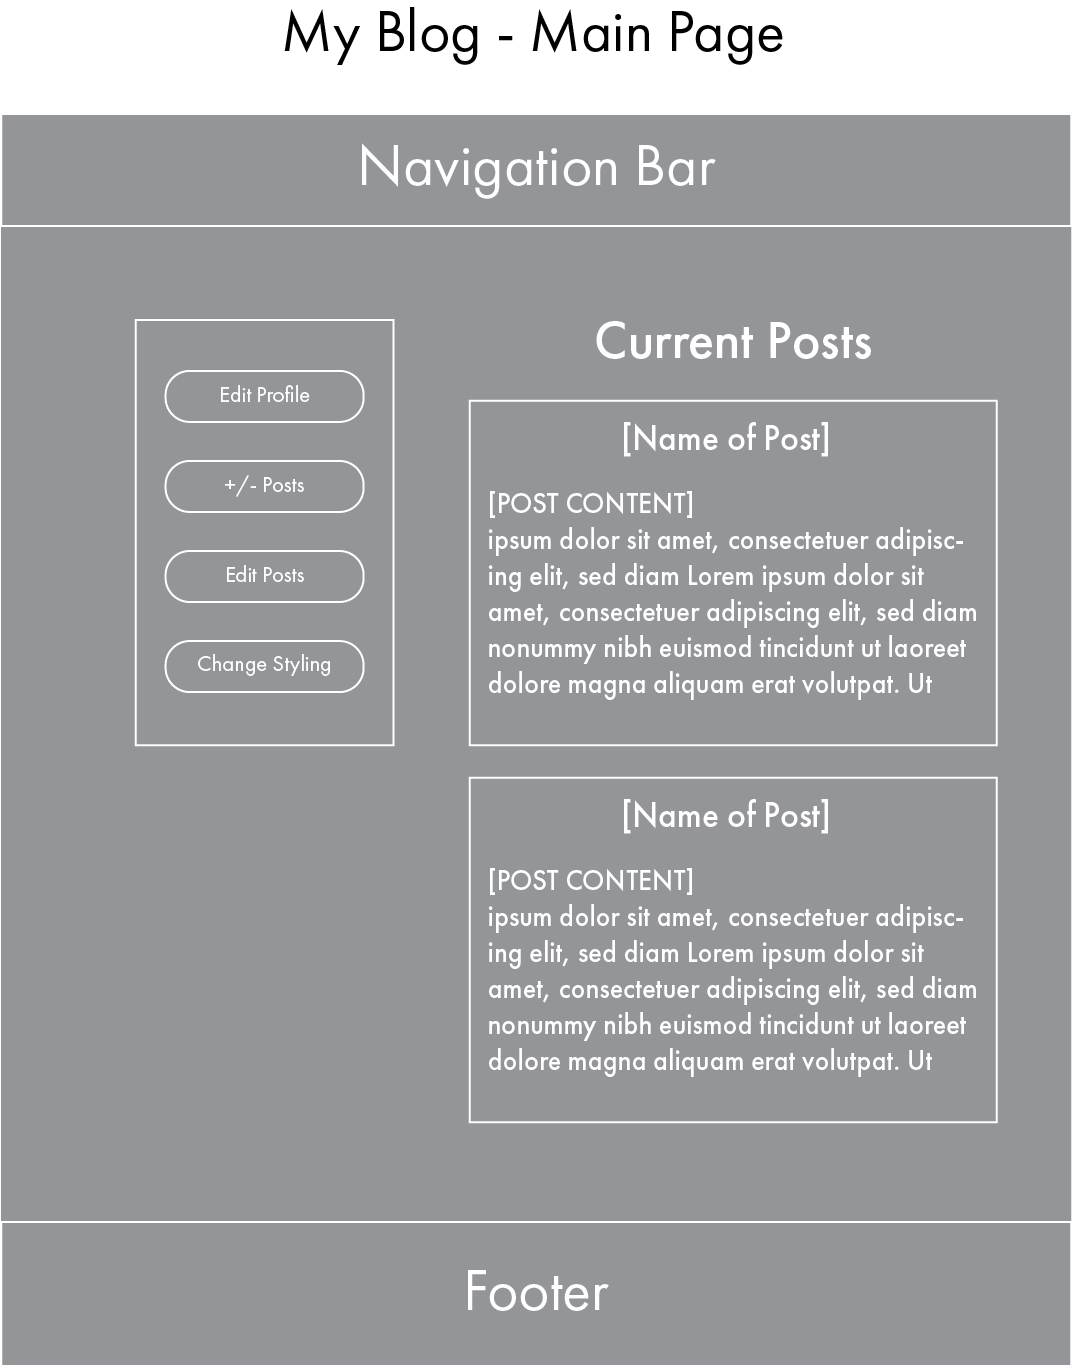 My Blog - Main Page
Navigation Bar
Edit Profile
+/- Posts
Edit Posts
Change Styling
Current Posts
[Name of Post]
[POST CONTENT]
ipsum dolor sit amet, consectetuer adipisc-
ing elit, sed diam Lorem ipsum dolor sit
amet, consectetuer adipiscing elit, sed diam
nonummy nibh euismod tincidunt ut laoreet
dolore magna aliquam erat volutpat. Ut
[Name of Post]
[POST CONTENT]
ipsum dolor sit amet, consectetuer adipisc-
ing elit, sed diam Lorem ipsum dolor sit
amet, consectetuer adipiscing elit, sed diam
nonummy nibh euismod tincidunt ut laoreet
dolore magna aliquam erat volutpat. Ut
Footer